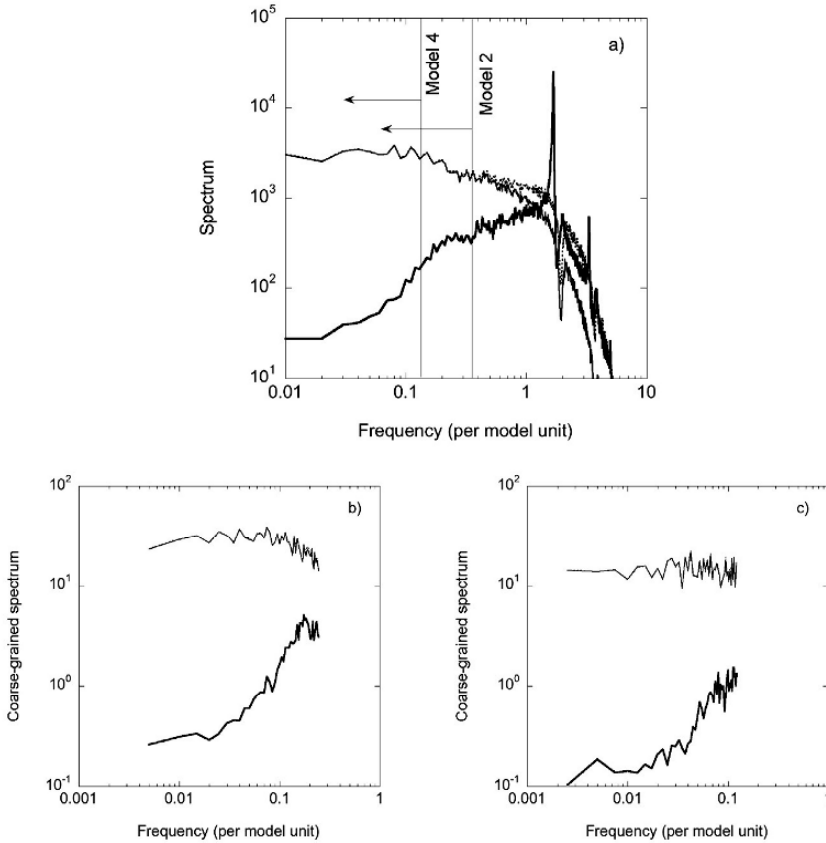 a)
Model 4
Model 2
10^5
10^4
10^3
10^2
10^1
Spectrum
0.01 0.1 1 10
Frequency (per model unit)
b)
10^2
10^1
10^0
10^-1
Coarse-grained spectrum
0.001 0.01 0.1 1
Frequency (per model unit)
c)
10^2
10^1
10^0
10^-1
Coarse-grained spectrum
0.001 0.01 0.1
Frequency (per model unit)